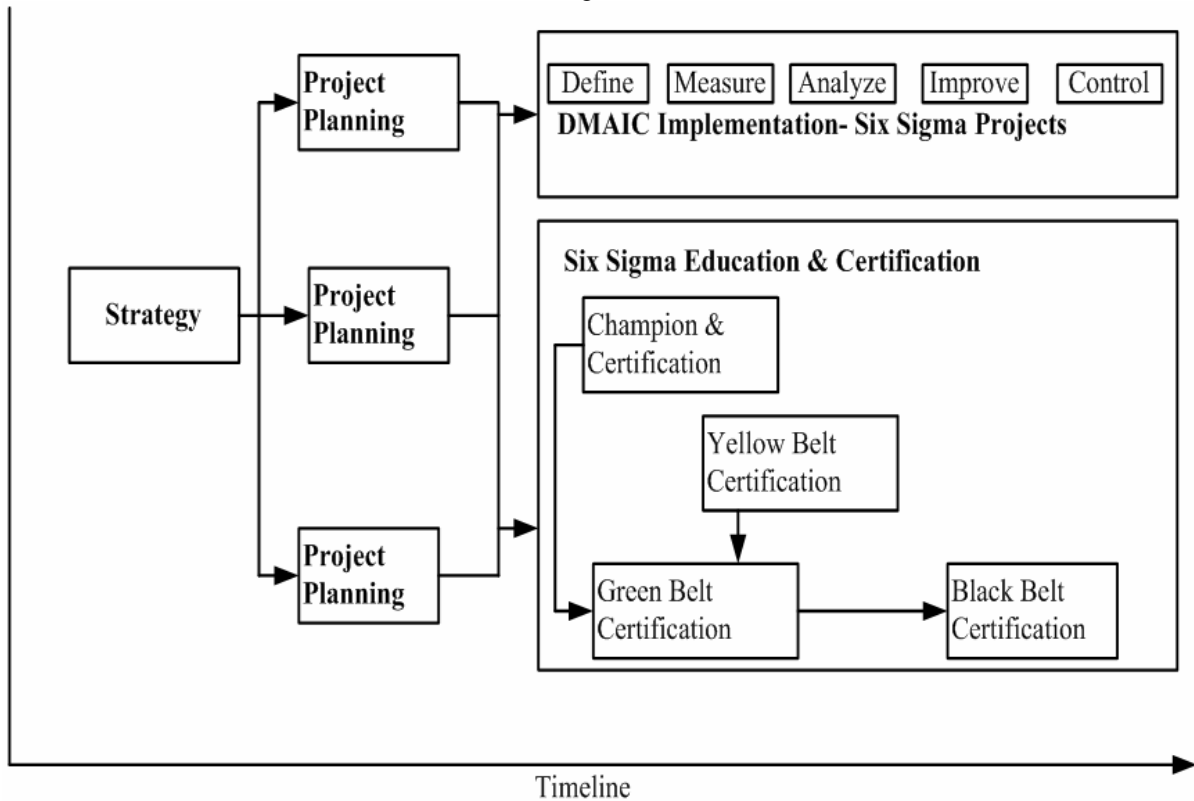 Project
Planning
Define
Measure
Analyze
Improve
Control
DMAIC Implementation- Six Sigma Projects
Strategy
Project
Planning
Six Sigma Education & Certification
Champion &
Certification
Yellow Belt
Certification
Project
Planning
Green Belt
Certification
Black Belt
Certification
Timeline